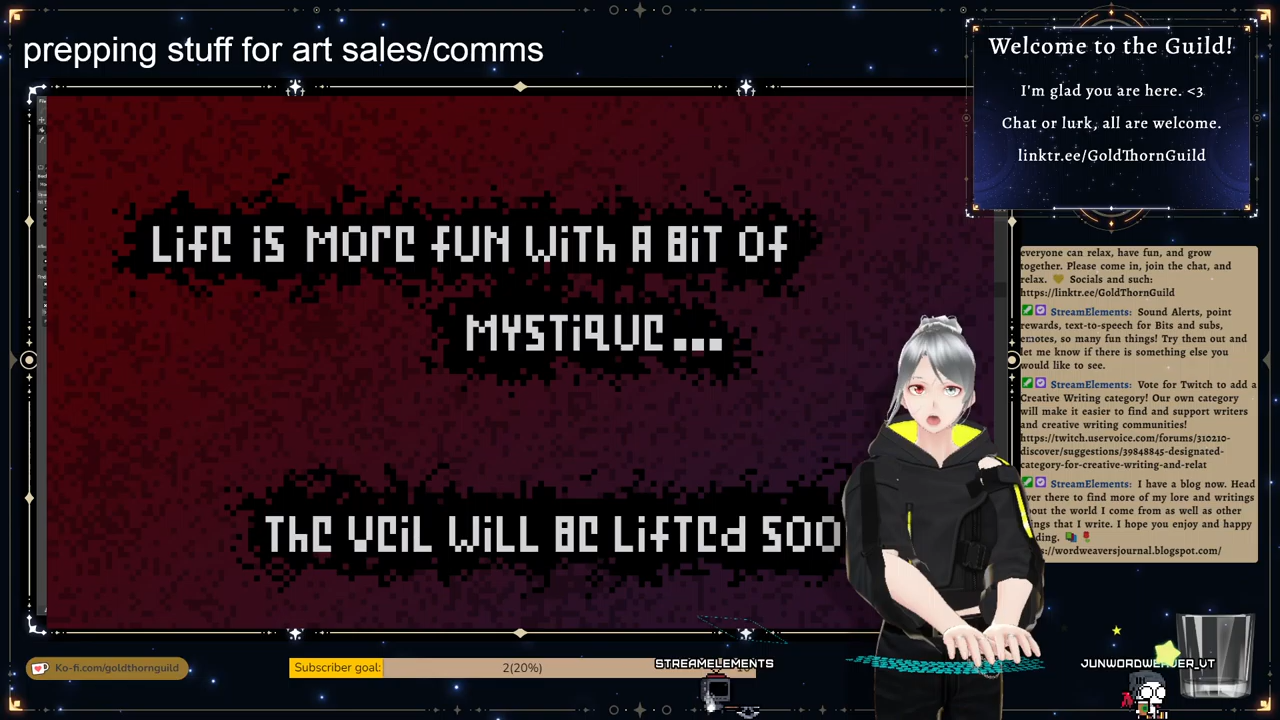 prepping stuff for art sales/comms
Welcome to the Guild!
I'm glad you are here. <3
Chat or lurk, all are welcome.
linktr.ee/GoldThornGuild
Life is more fun with a bit of
mystique...
The veil will be lifted soo
everyone can relax, have fun, and grow
together. Please come in, join the chat, and
relax. 💛 Socials and such:
https://linktr.ee/GoldThornGuild
StreamElements: Sound Alerts, point
rewards, text-to-speech for Bits and subs,
emotes, so many fun things! Try them out and
let me know if there is something else you
would like to see.
StreamElements: Vote for Twitch to add a
Creative Writing category! Our own category
will make it easier to find and support writers
and creative writing communities!
https://twitch.uservoice.com/forums/310210-
discover/suggestions/39848845-designated-
category-for-creative-writing-and-relat
StreamElements: I have a blog now. Head
over there to find more of my lore and writings
about the world I come from as well as other
things that I write. I hope you enjoy and happy
ding.
://wordweaversjournal.blogspot.com/
Ko-fi.com/goldthornguild
Subscriber goal: 2(20%)
STREAMELEMENTS
JUNWORDWEAVER_VT